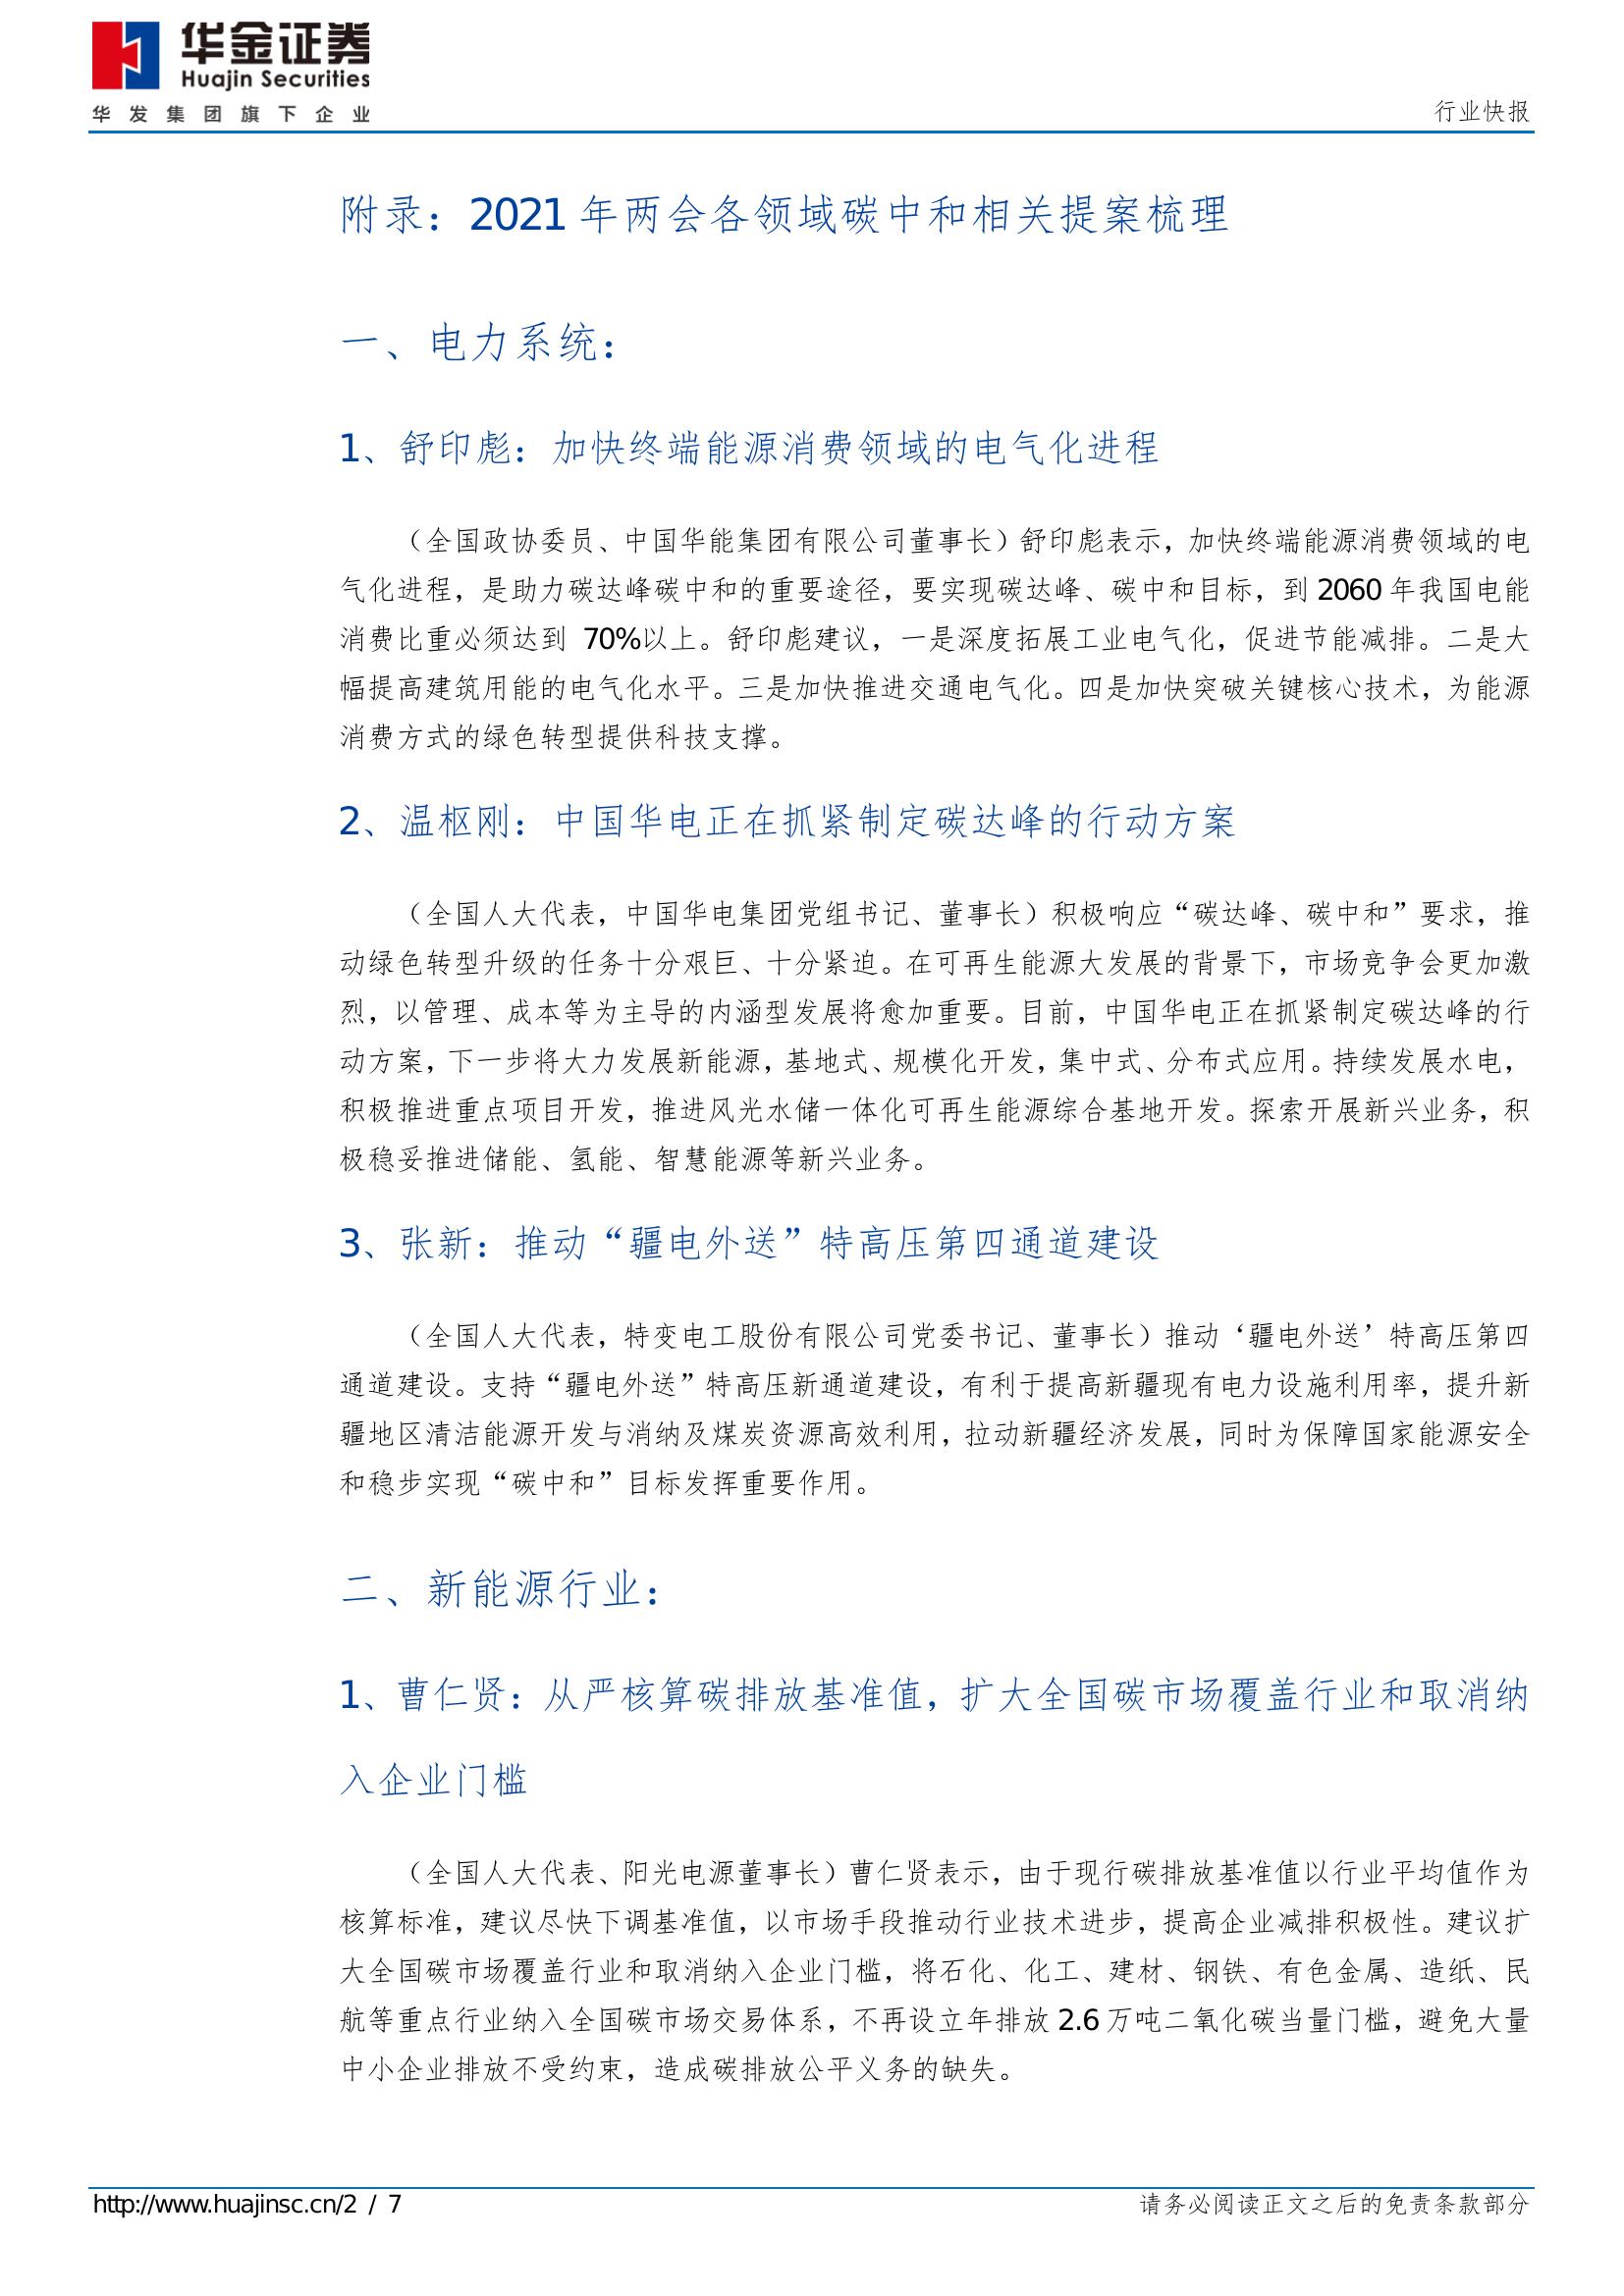 华金证券
Huajin Securities
华发集团旗下企业
行业快报
附录：2021 年两会各领域碳中和相关提案梳理
一、电力系统：
1、舒印彪：加快终端能源消费领域的电气化进程
（全国政协委员、中国华能集团有限公司董事长）舒印彪表示，加快终端能源消费领域的电
气化进程，是助力碳达峰碳中和的重要途径，要实现碳达峰、碳中和目标，到 2060 年我国电能
消费比重必须达到 70%以上。舒印彪建议，一是深度拓展工业电气化，促进节能减排。二是大
幅提高建筑用能的电气化水平。三是加快推进交通电气化。四是加快突破关键核心技术，为能源
消费方式的绿色转型提供科技支撑。
2、温枢刚：中国华电正在抓紧制定碳达峰的行动方案
（全国人大代表，中国华电集团党组书记、董事长）积极响应“碳达峰、碳中和”要求，推
动绿色转型升级的任务十分艰巨、十分紧迫。在可再生能源大发展的背景下，市场竞争会更加激
烈，以管理、成本等为主导的内涵型发展将愈加重要。目前，中国华电正在抓紧制定碳达峰的行
动方案，下一步将大力发展新能源，基地式、规模化开发，集中式、分布式应用。持续发展水电，
积极推进重点项目开发，推进风光水储一体化可再生能源综合基地开发。探索开展新兴业务，积
极稳妥推进储能、氢能、智慧能源等新兴业务。
3、张新：推动“疆电外送”特高压第四通道建设
（全国人大代表，特变电工股份有限公司党委书记、董事长）推动‘疆电外送’特高压第四
通道建设。支持“疆电外送”特高压新通道建设，有利于提高新疆现有电力设施利用率，提升新
疆地区清洁能源开发与消纳及煤炭资源高效利用，拉动新疆经济发展，同时为保障国家能源安全
和稳步实现“碳中和”目标发挥重要作用。
二、新能源行业：
1、曹仁贤：从严核算碳排放基准值，扩大全国碳市场覆盖行业和取消纳
入企业门槛
（全国人大代表、阳光电源董事长）曹仁贤表示，由于现行碳排放基准值以行业平均值作为
核算标准，建议尽快下调基准值，以市场手段推动行业技术进步，提高企业减排积极性。建议扩
大全国碳市场覆盖行业和取消纳入企业门槛，将石化、化工、建材、钢铁、有色金属、造纸、民
航等重点行业纳入全国碳市场交易体系，不再设立年排放 2.6 万吨二氧化碳当量门槛，避免大量
中小企业排放不受约束，造成碳排放公平义务的缺失。
http://www.huajinsc.cn/2 / 7
请务必阅读正文之后的免责条款部分